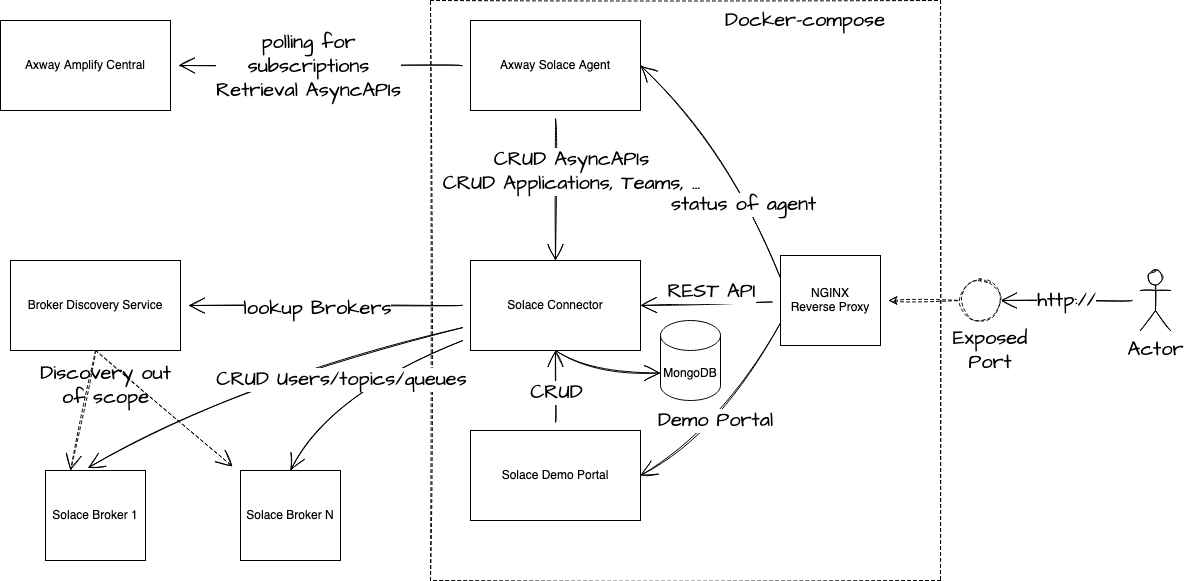 Docker-compose
Axway Amplify Central
polling for
subscriptions
Retrieval AsyncAPIs
Axway Solace Agent
CRUD AsyncAPIs
CRUD Applications, Teams, ...
status of agent
Broker Discovery Service
lookup Brokers
Solace Connector
REST API
NGINX
Reverse Proxy
http://
Exposed
Port
Actor
Discovery out
of scope
CRUD Users/topics/queues
CRUD
MongoDB
Demo Portal
Solace Demo Portal
Solace Broker 1
Solace Broker N